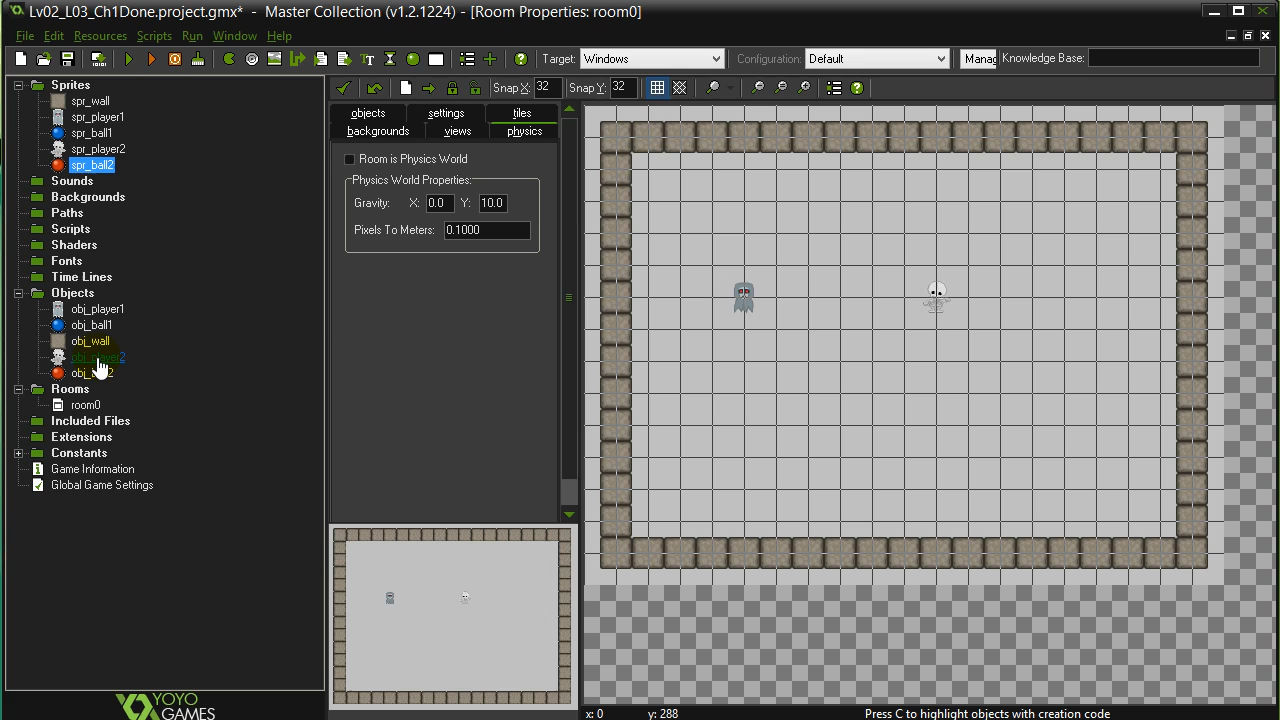 Lv02_L03_Ch1Done.project.gmx* - Master Collection (v1.2.1224) - [Room Properties: room0]
File Edit Resources Scripts Run Window Help
Target: Windows Configuration: Default Manag Knowledge Base:
Sprites
spr_wall
spr_player1
spr_ball1
spr_player2
spr_ball2
Sounds
Backgrounds
Paths
Scripts
Shaders
Fonts
Time Lines
Objects
obj_player1
obj_ball1
obj_wall
obj_player2
Rooms
room0
Included Files
Extensions
Constants
Game Information
Global Game Settings
YOYO
GAMES
Snap X: 32 Snap Y: 32
objects settings tiles
backgrounds views physics
Room is Physics World
Physics World Properties:
Gravity: X: 0.0 Y: 10.0
Pixels To Meters: 0.1000
x: 0 y: 288 Press C to highlight objects with creation code